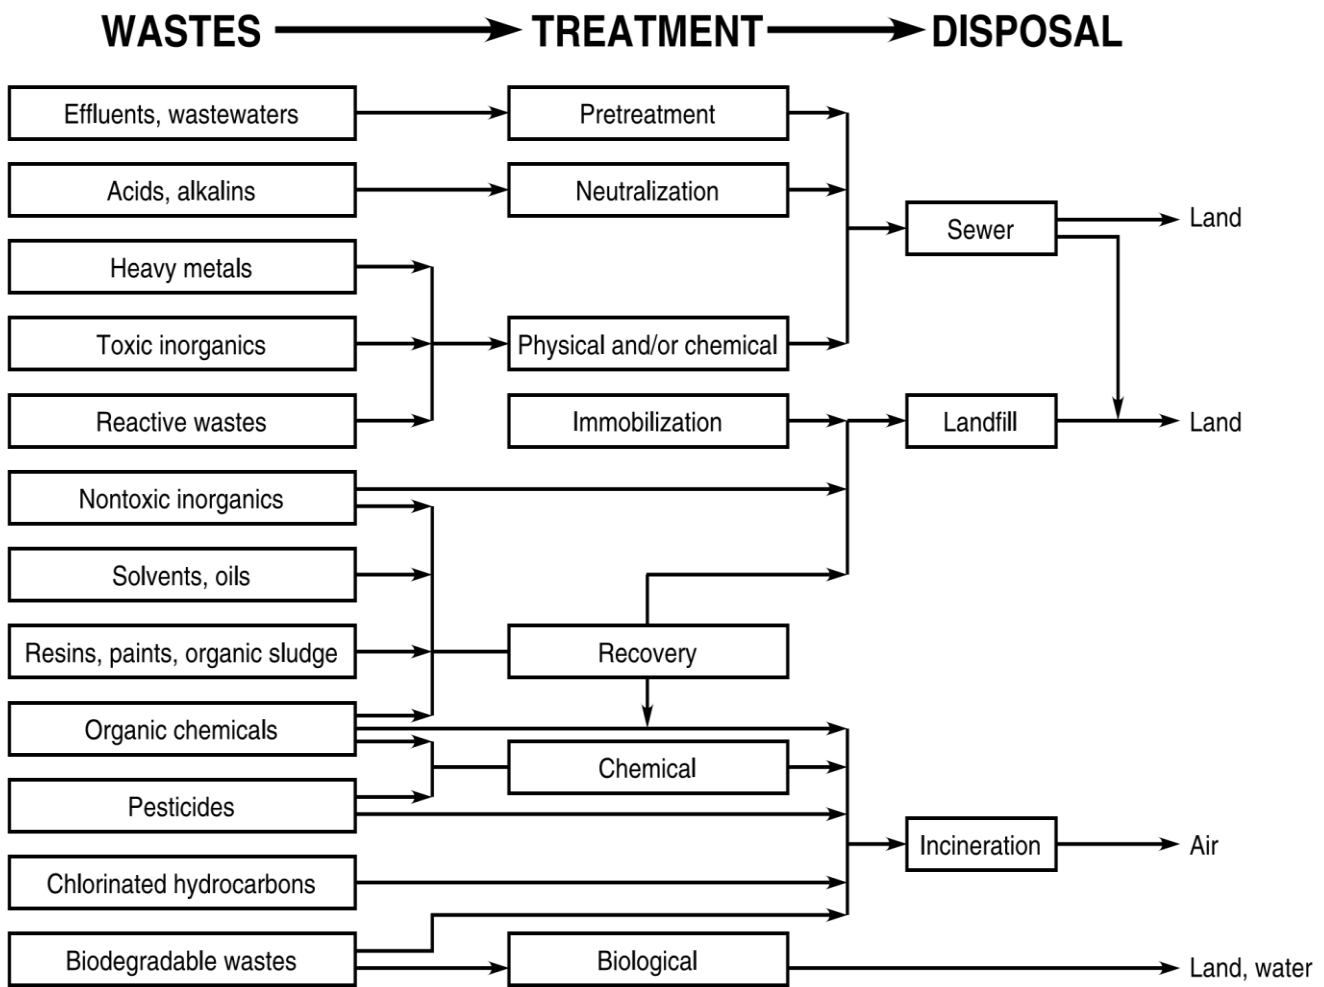 WASTES TREATMENT DISPOSAL
Effluents, wastewaters
Pretreatment
Acids, alkalins
Neutralization
Land
Sewer
Heavy metals
Toxic inorganics
Physical and/or chemical
Reactive wastes
Immobilization
Landfill
Land
Nontoxic inorganics
Solvents, oils
Resins, paints, organic sludge
Recovery
Organic chemicals
Chemical
Pesticides
Incineration
Air
Chlorinated hydrocarbons
Biodegradable wastes
Biological
Land, water